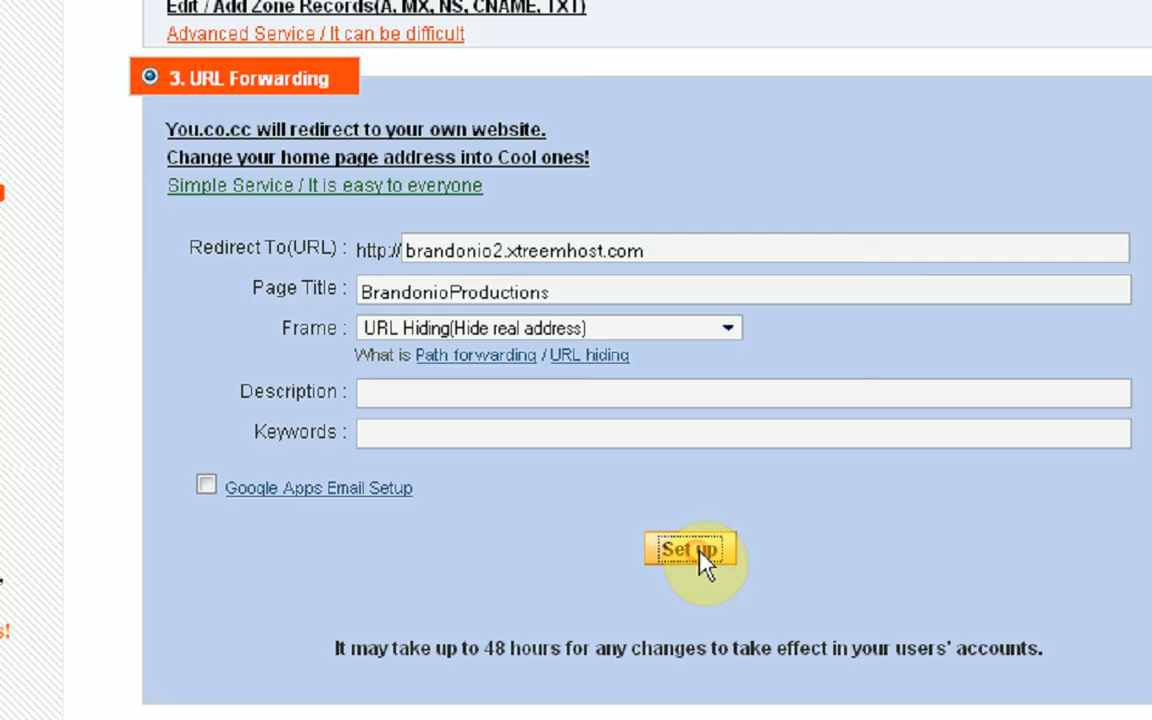 Edit / Add Zone Records(A, MX, NS, CNAME, TXT)
Advanced Service / It can be difficult
3. URL Forwarding
You.co.cc will redirect to your own website.
Change your home page address into Cool ones!
Simple Service / It is easy to everyone
Redirect To(URL) : http:// brandonio2.xtreemhost.com
Page Title : BrandonioProductions
Frame : URL Hiding(Hide real address)
What is Path forwarding / URL hiding
Description :
Keywords :
Google Apps Email Setup
Set up
It may take up to 48 hours for any changes to take effect in your users' accounts.